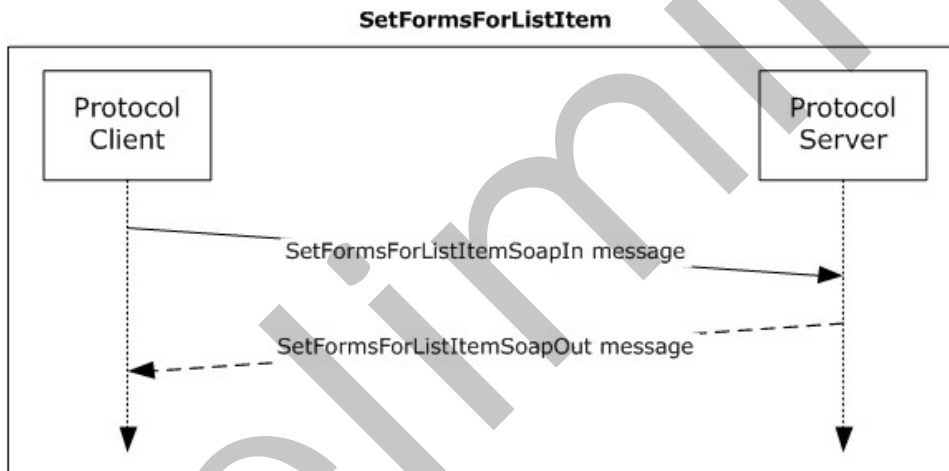 SetFormsForListItem
Protocol
Client
Protocol
Server
SetFormsForListItemSoapIn message
SetFormsForListItemSoapOut message